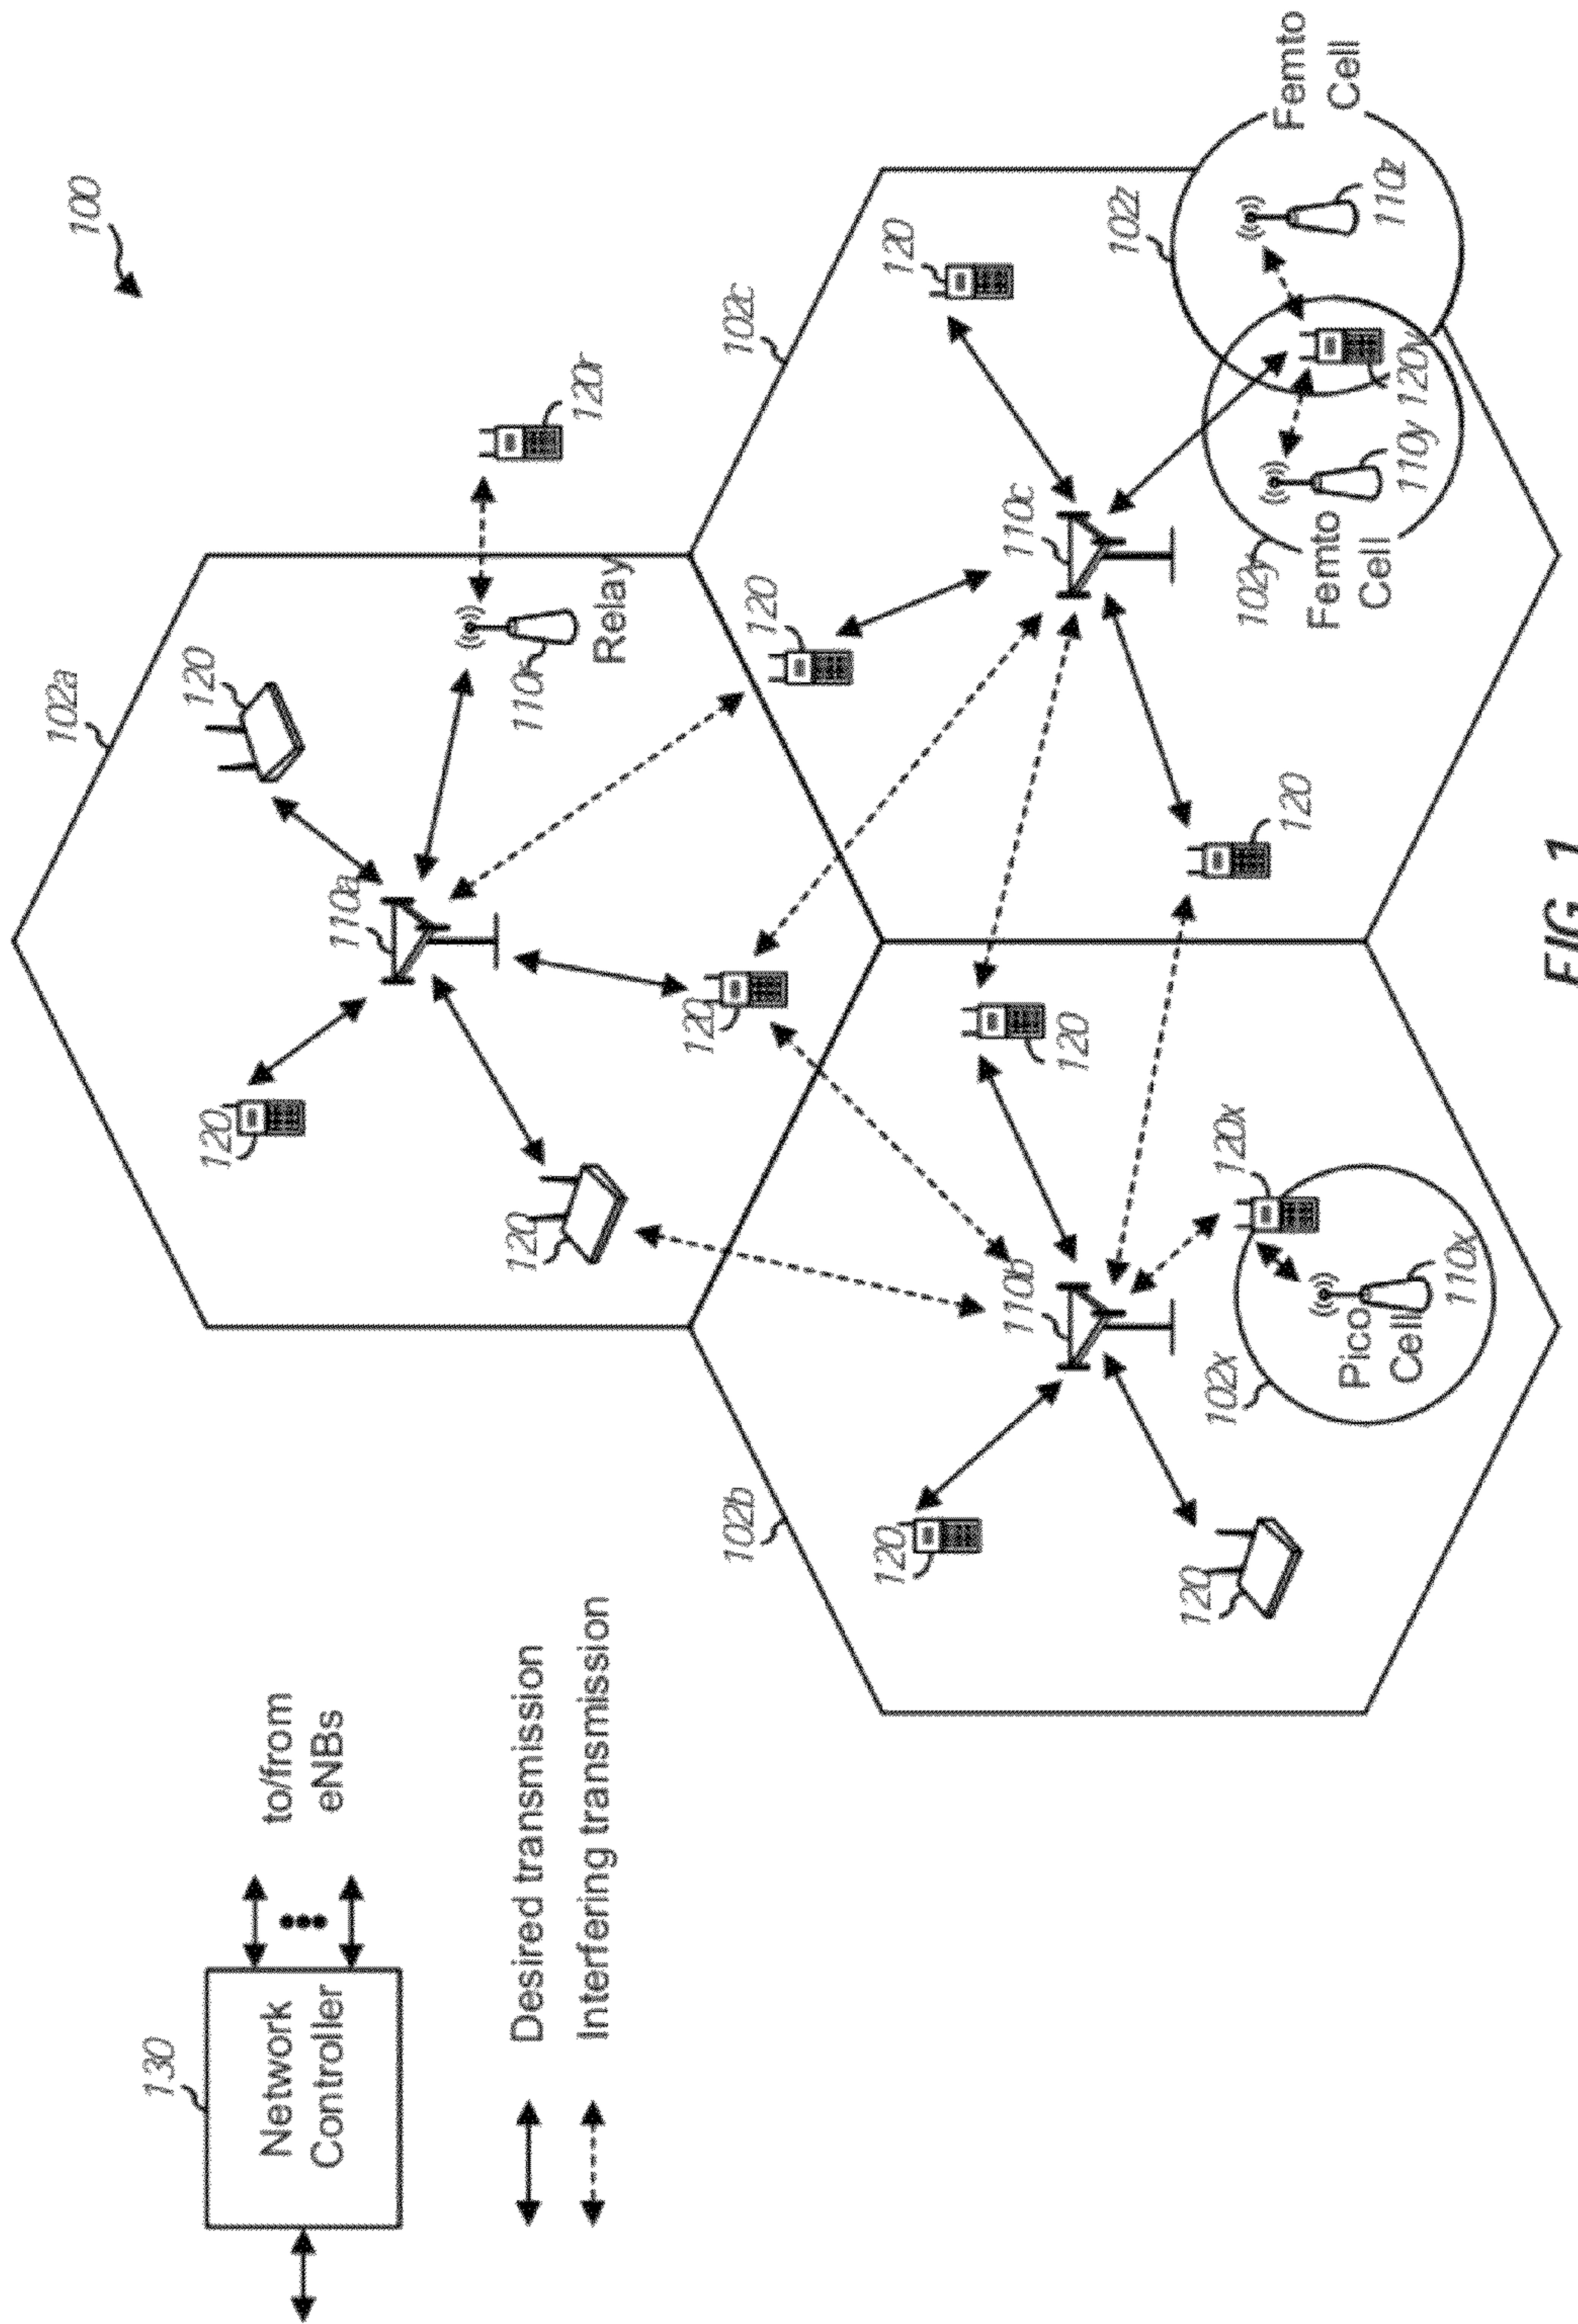 100
130
Network
Controller
to/from
eNBs
Desired transmission
Interfering transmission
102a
120
110a
120
120
110r
Relay
120r
120
120
102b
120
110b
120
120
102x
Pico
Cell
110x
120x
102c
120
120
110c
120
102y
Femto
Cell
110y
120y
102z
110z
Femto
Cell
FIG. 1